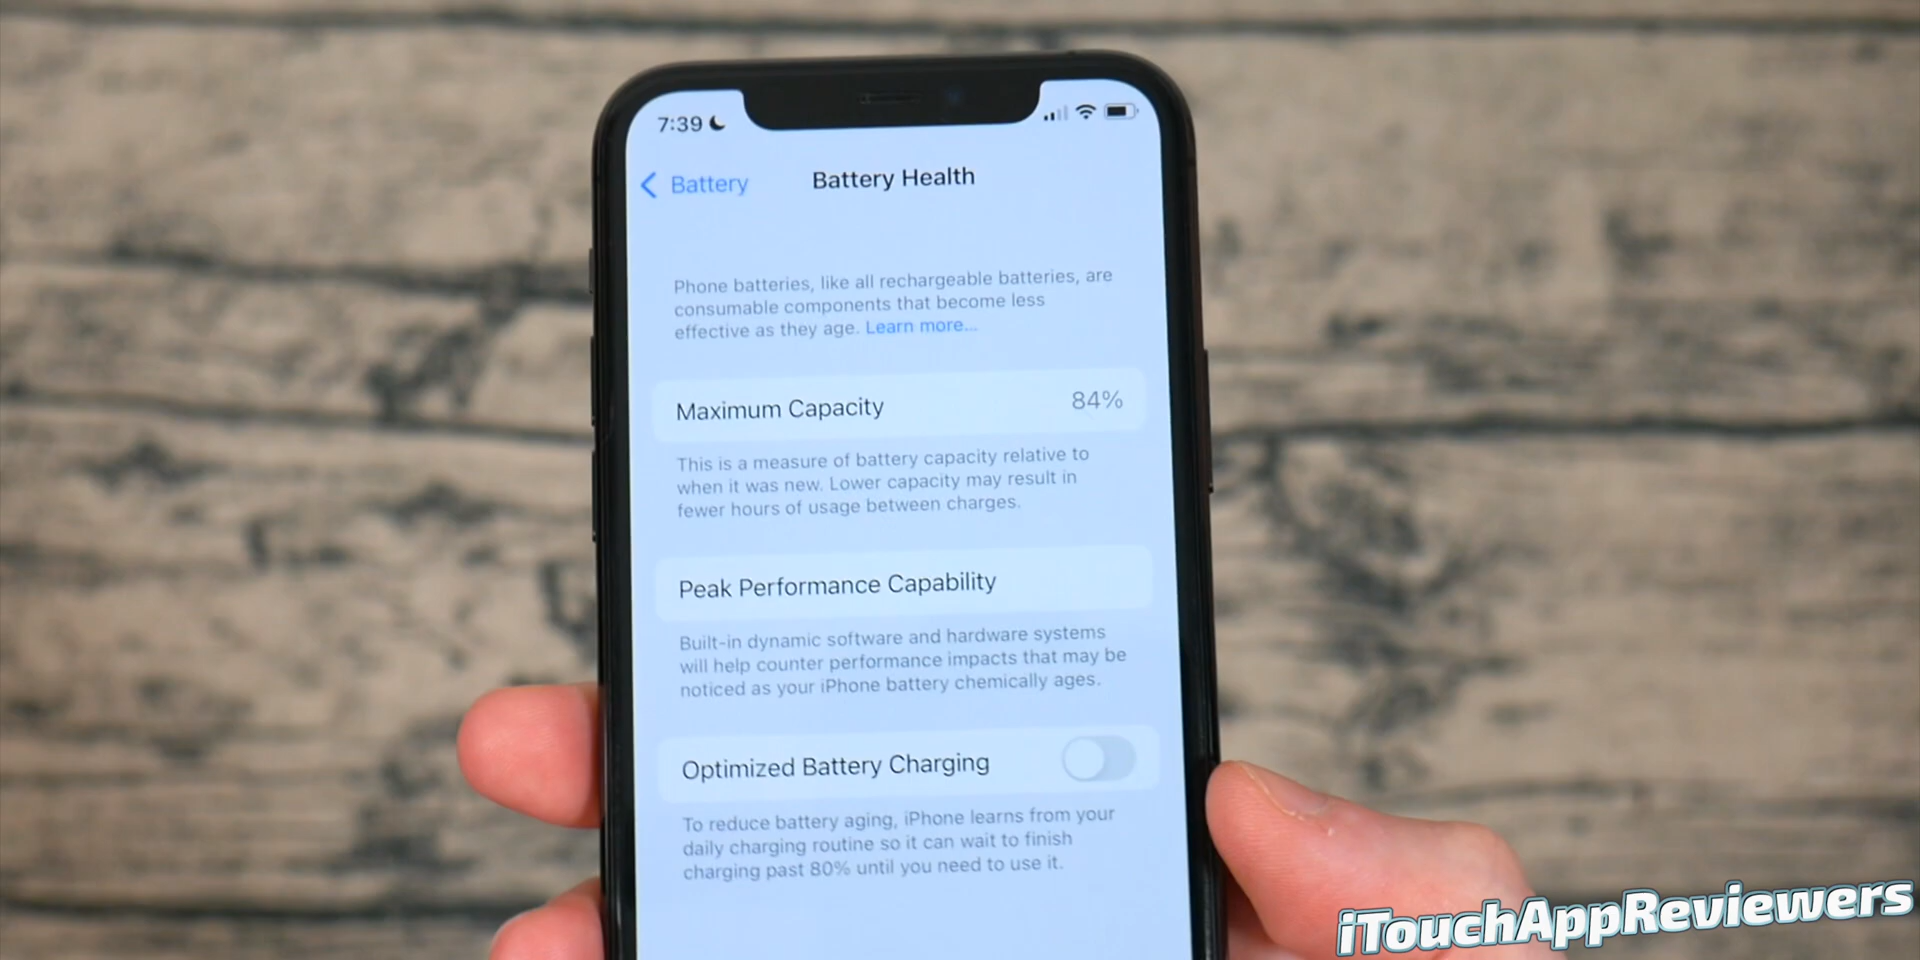 7:39
Battery
Battery Health
Phone batteries, like all rechargeable batteries, are
consumable components that become less
effective as they age. Learn more...
Maximum Capacity 84%
This is a measure of battery capacity relative to
when it was new. Lower capacity may result in
fewer hours of usage between charges.
Peak Performance Capability
Built-in dynamic software and hardware systems
will help counter performance impacts that may be
noticed as your iPhone battery chemically ages.
Optimized Battery Charging
To reduce battery aging, iPhone learns from your
daily charging routine so it can wait to finish
charging past 80% until you need to use it.
iTouchAppReviewers